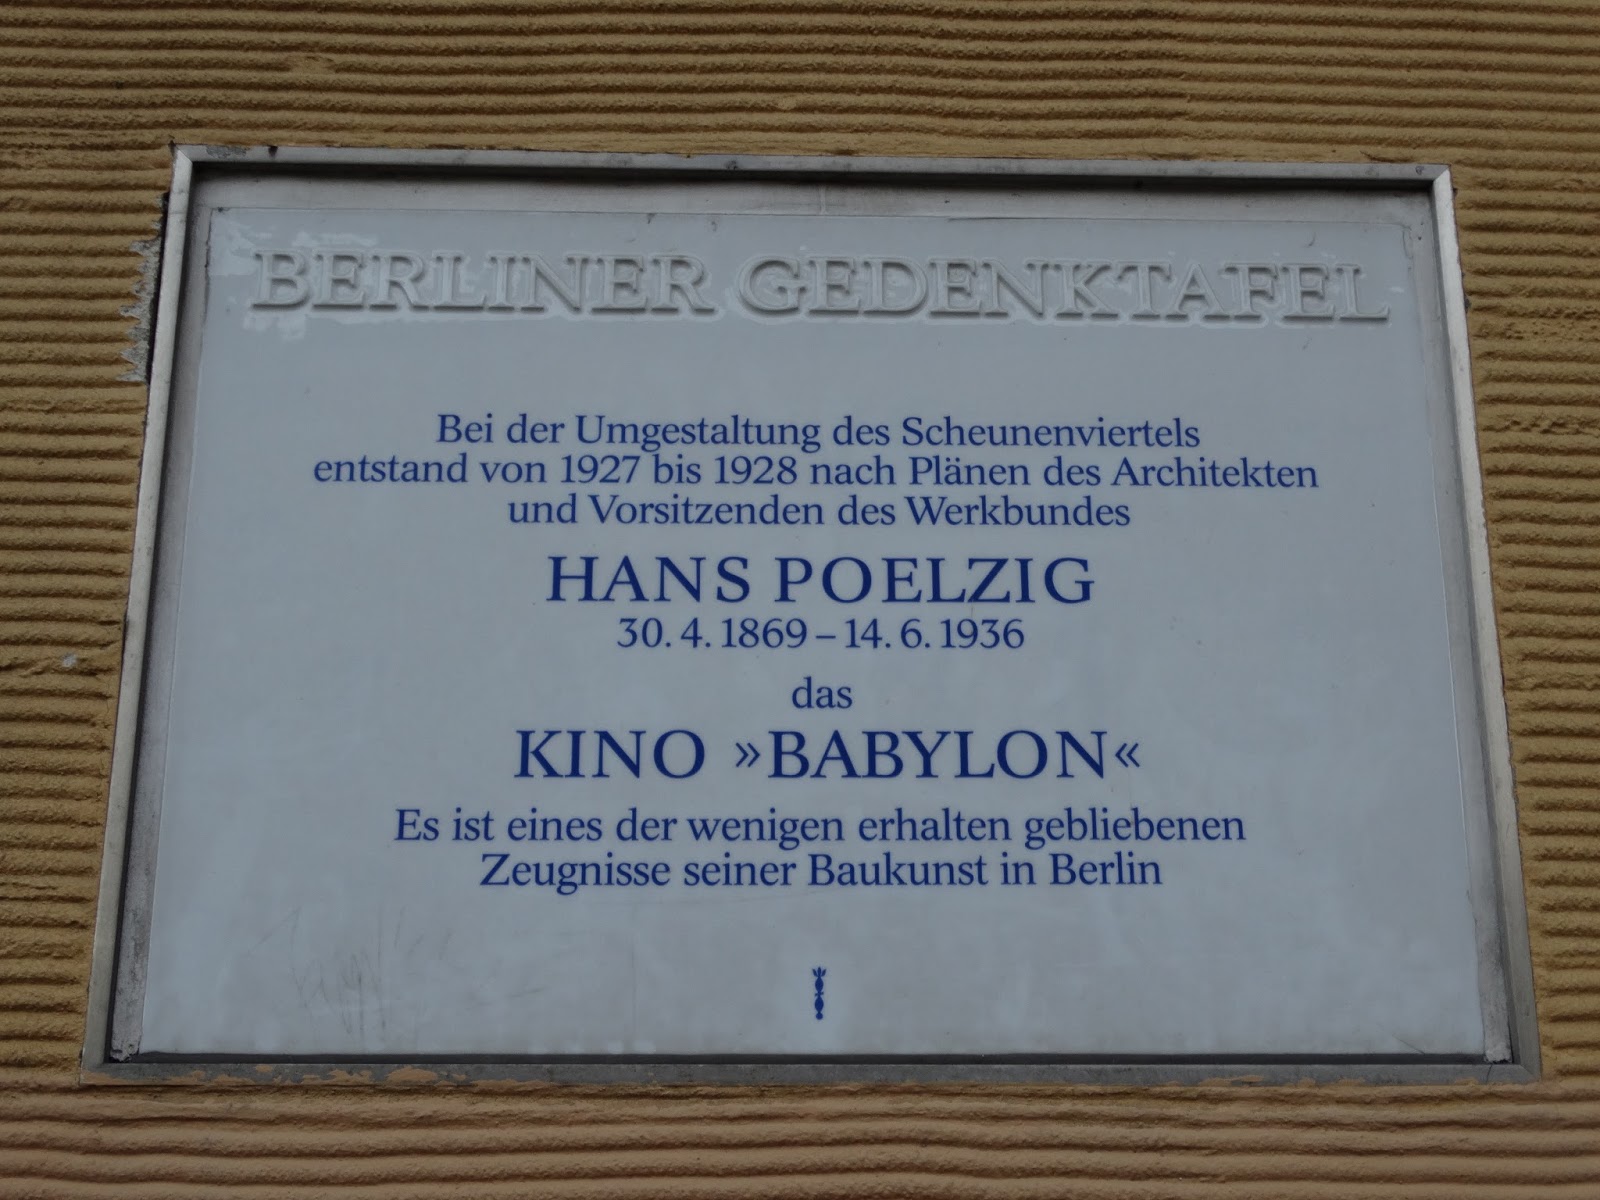 BERLINER GEDENKTAFEL
Bei der Umgestaltung des Scheunenviertels
entstand von 1927 bis 1928 nach Plänen des Architekten
und Vorsitzenden des Werkbundes
HANS POELZIG
30. 4. 1869 – 14. 6. 1936
das
KINO »BABYLON«
Es ist eines der wenigen erhalten gebliebenen
Zeugnisse seiner Baukunst in Berlin